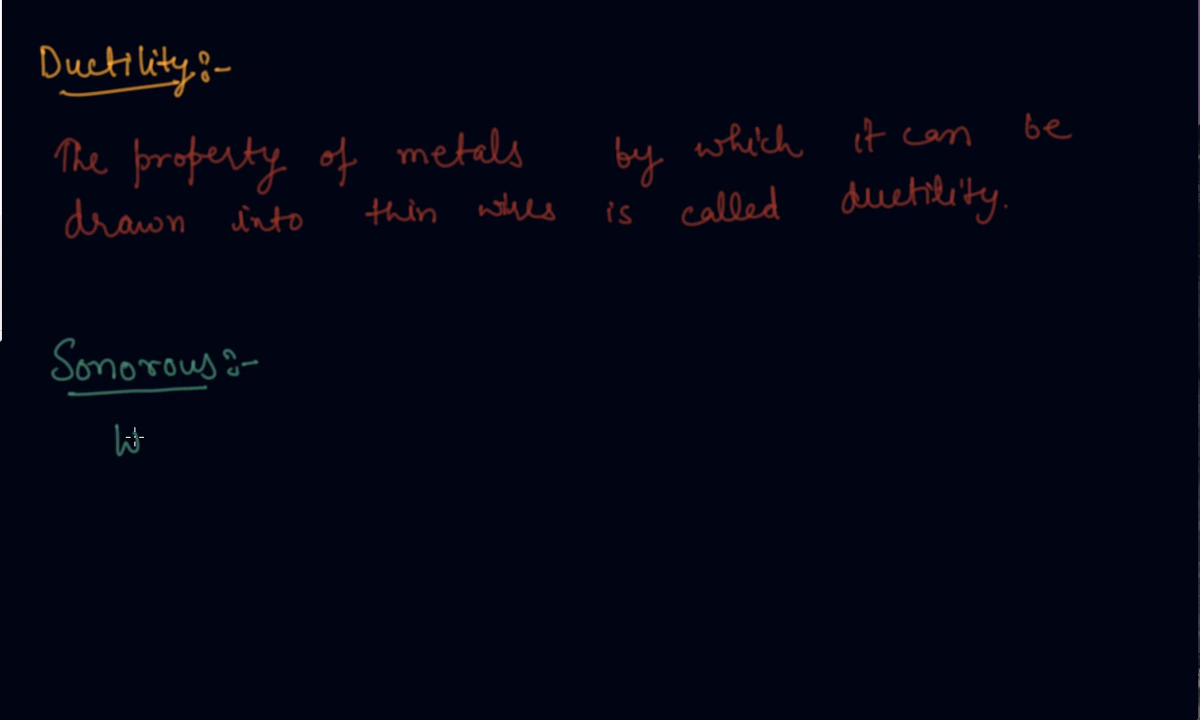 Ductility:-
The property of metals by which it can be
drawn into thin wires is called ductility.
Sonorous:-
W